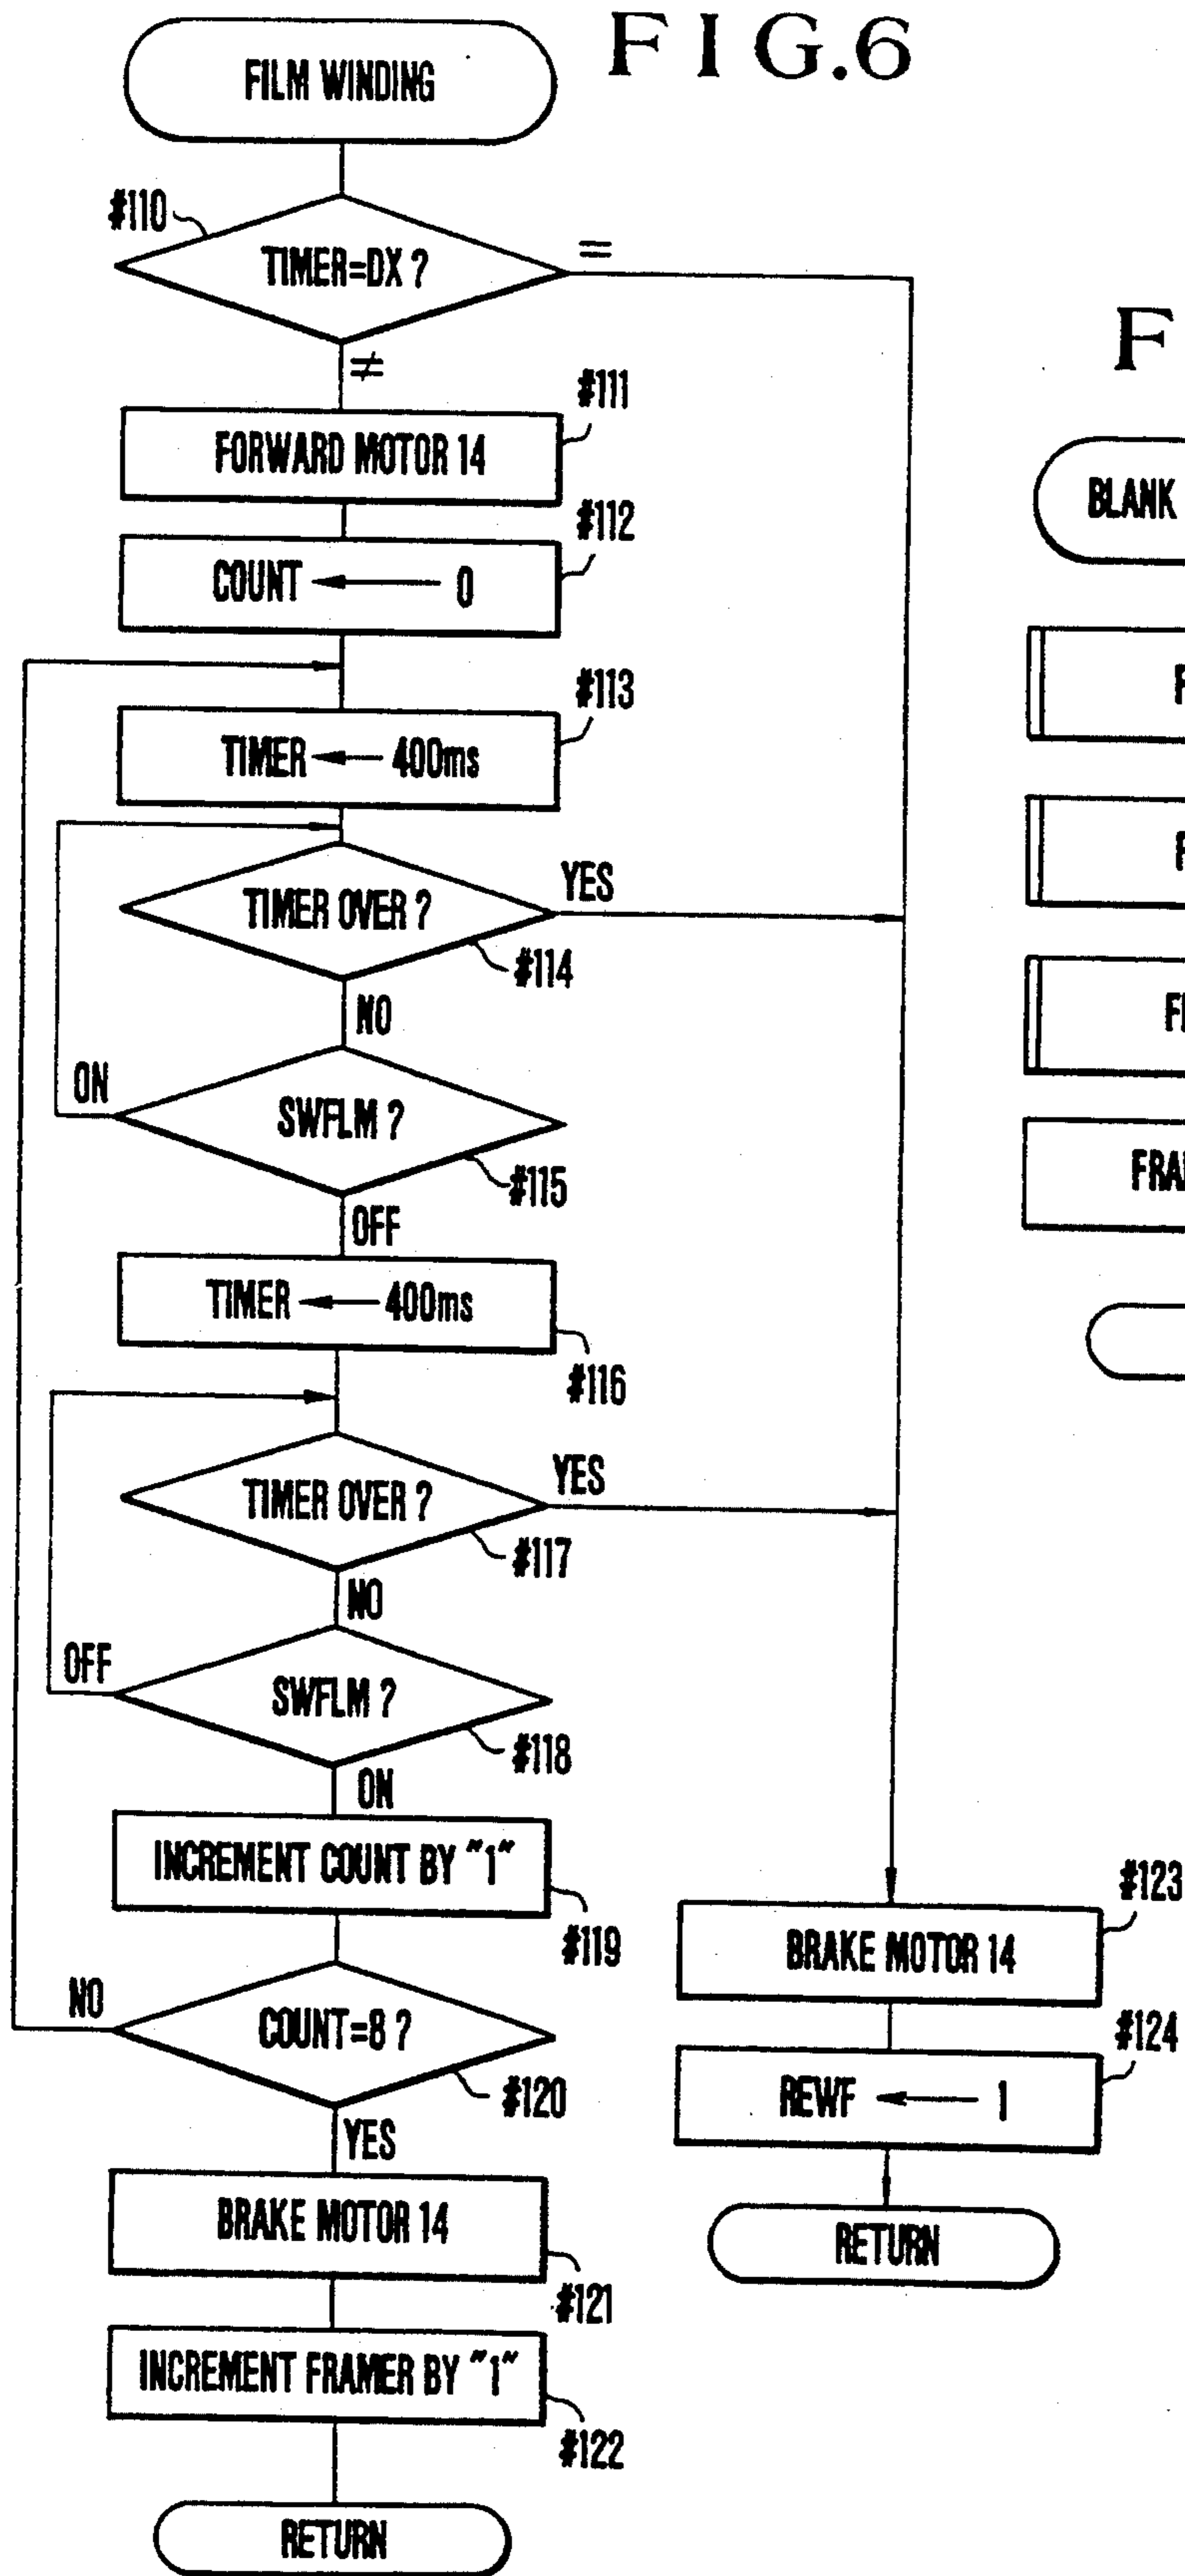 FIG.6
FILM WINDING
#110
TIMER=DX ?
=
≠
#111
FORWARD MOTOR 14
#112
COUNT ← 0
#113
TIMER ← 400ms
TIMER OVER ?
YES
#114
NO
ON
SWFLM ?
#115
OFF
TIMER ← 400ms
#116
TIMER OVER ?
YES
#117
NO
OFF
SWFLM ?
#118
ON
INCREMENT COUNT BY "1"
#119
NO
COUNT=8 ?
#120
YES
BRAKE MOTOR 14
#121
INCREMENT FRAMER BY "1"
#122
RETURN
#123
BRAKE MOTOR 14
#124
REWF ← 1
RETURN
F
BLANK
F
F
FRA